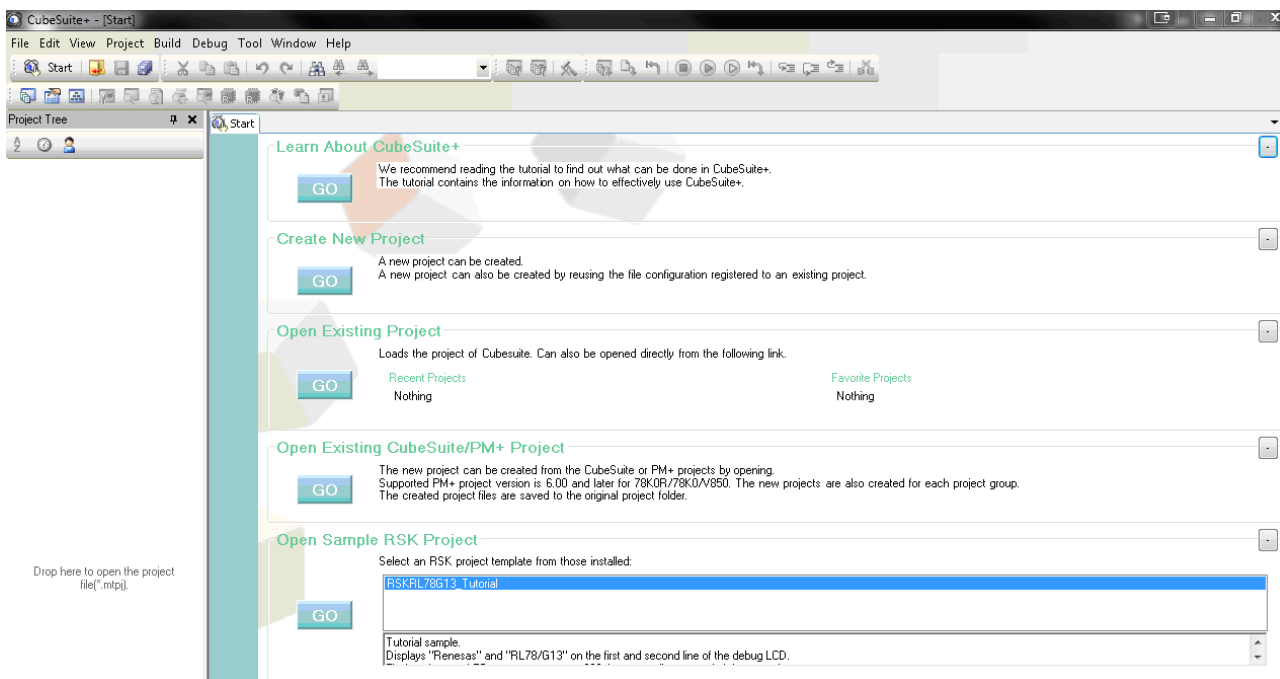 CubeSuite+ - [Start]
File Edit View Project Build Debug Tool Window Help
Start
Project Tree
Start
Drop here to open the project
file(*.mtpj).
Learn About CubeSuite+
We recommend reading the tutorial to find out what can be done in CubeSuite+.
The tutorial contains the information on how to effectively use CubeSuite+.
GO
Create New Project
A new project can be created.
A new project can also be created by reusing the file configuration registered to an existing project.
GO
Open Existing Project
Loads the project of Cubesuite. Can also be opened directly from the following link.
GO
Recent Projects
Favorite Projects
Nothing
Nothing
Open Existing CubeSuite/PM+ Project
The new project can be created from the CubeSuite or PM+ projects by opening.
Supported PM+ project version is 6.00 and later for 78K0R/78K0/V850. The new projects are also created for each project group.
The created project files are saved to the original project folder.
GO
Open Sample RSK Project
Select an RSK project template from those installed:
RSKRL78G13_Tutorial
GO
Tutorial sample.
Displays "Renesas" and "RL78/G13" on the first and second line of the debug LCD.